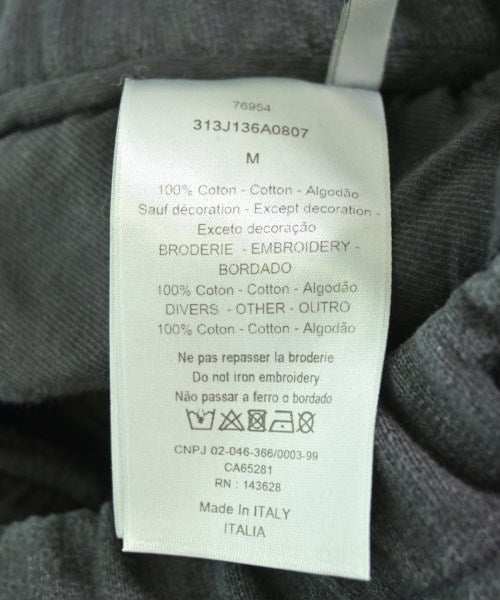 76954
313J136A0807
M
100% Coton - Cotton - Algodão
Sauf décoration - Except decoration -
Exceto decoração
BRODERIE - EMBROIDERY -
BORDADO
100% Coton - Cotton - Algodão
DIVERS - OTHER - OUTRO
100% Coton - Cotton - Algodão
Ne pas repasser la broderie
Do not iron embroidery
Não passar a ferro o bordado
CNPJ 02-046-366/0003-99
CA65281
RN : 143628
Made In ITALY
ITALIA